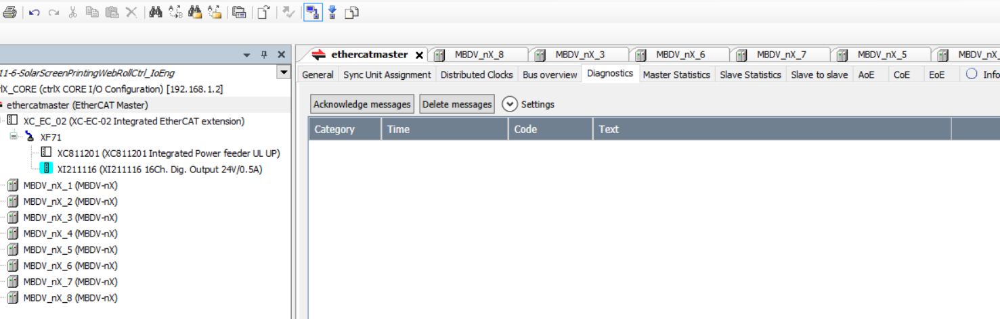 ethercatmaster MBDV_nX_8 MBDV_nX_3 MBDV_nX_6 MBDV_nX_7 MBDV_nX_5 MBDV_nX_
General Sync Unit Assignment Distributed Clocks Bus overview Diagnostics Master Statistics Slave Statistics Slave to slave AoE CoE EoE Info
11-6-SolarScreenPrintingWebRollCtrl_IoEng
rlX_CORE (ctrlX CORE I/O Configuration) [192.168.1.2]
ethercatmaster (EtherCAT Master)
XC_EC_02 (XC-EC-02 Integrated EtherCAT extension)
XF71
XC811201 (XC811201 Integrated Power feeder UL UP)
XI211116 (XI211116 16Ch. Dig. Output 24V/0.5A)
MBDV_nX_1 (MBDV-nX)
MBDV_nX_2 (MBDV-nX)
MBDV_nX_3 (MBDV-nX)
MBDV_nX_4 (MBDV-nX)
MBDV_nX_5 (MBDV-nX)
MBDV_nX_6 (MBDV-nX)
MBDV_nX_7 (MBDV-nX)
MBDV_nX_8 (MBDV-nX)
Acknowledge messages Delete messages Settings
Category Time Code Text